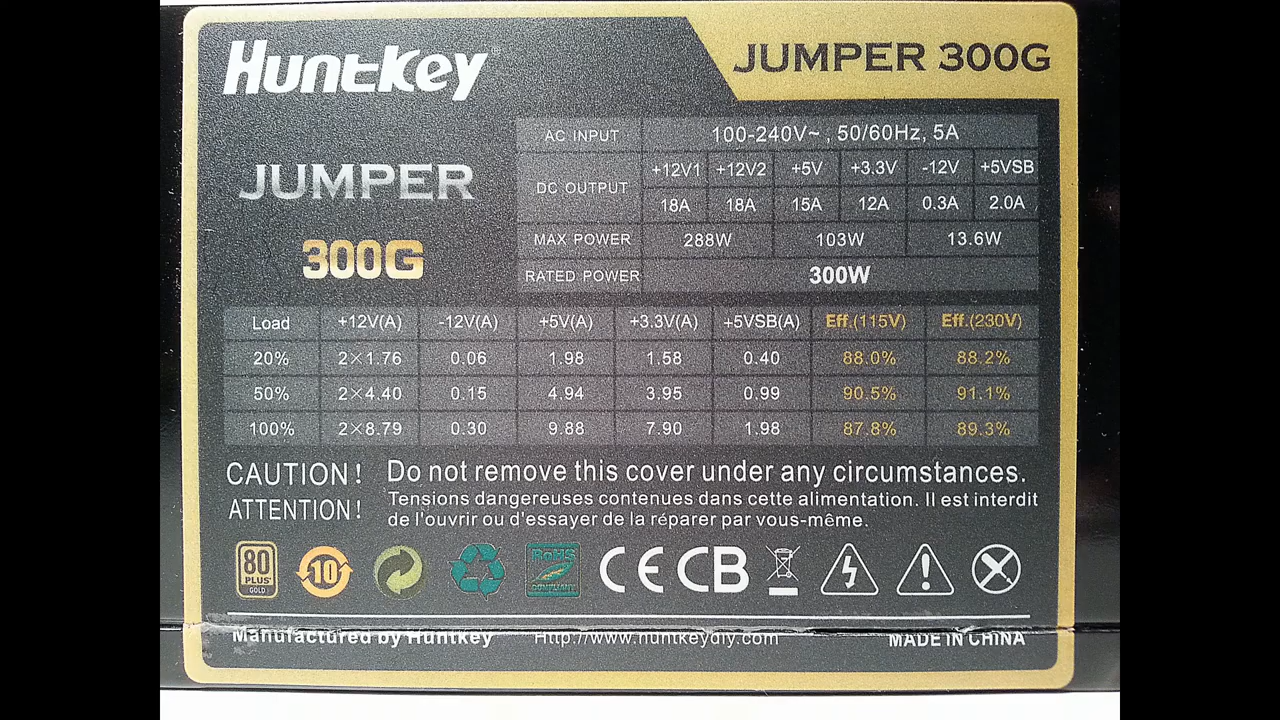 HuntKey
JUMPER 300G
JUMPER
300G
AC INPUT 100-240V~ , 50/60Hz, 5A
DC OUTPUT +12V1 +12V2 +5V +3.3V -12V +5VSB
18A 18A 15A 12A 0.3A 2.0A
MAX POWER 288W 103W 13.6W
RATED POWER 300W
Load +12V(A) -12V(A) +5V(A) +3.3V(A) +5VSB(A) Eff.(115V) Eff.(230V)
20% 2×1.76 0.06 1.98 1.58 0.40 88.0% 88.2%
50% 2×4.40 0.15 4.94 3.95 0.99 90.5% 91.1%
100% 2×8.79 0.30 9.88 7.90 1.98 87.8% 89.3%
CAUTION! Do not remove this cover under any circumstances.
ATTENTION! Tensions dangereuses contenues dans cette alimentation. Il est interdit
de l'ouvrir ou d'essayer de la réparer par vous-même.
80 PLUS GOLD 10 RoHS COMPLIANT CE CB
Manufactured by Huntkey Http://www.huntkeydiy.com MADE IN CHINA